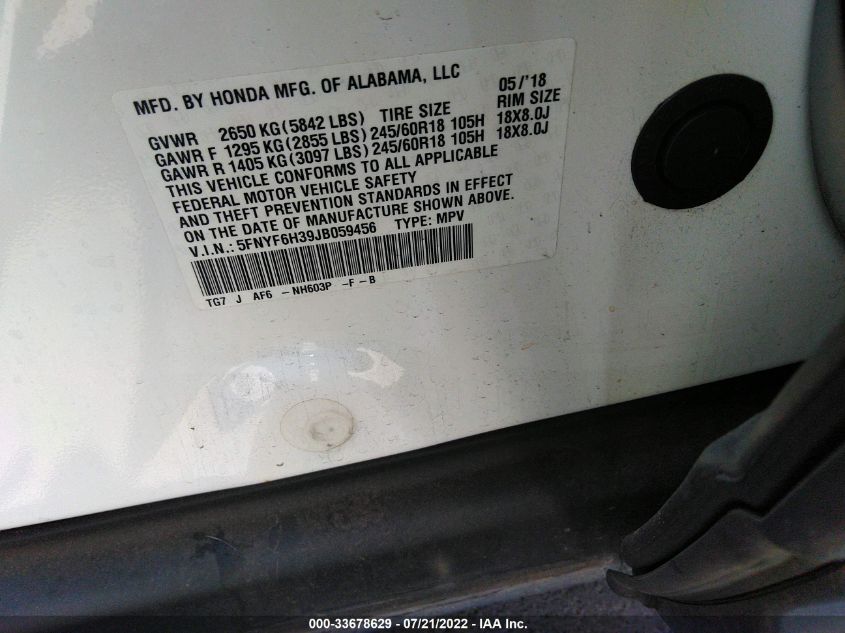 MFD. BY HONDA MFG. OF ALABAMA, LLC 05/'18
GVWR 2650 KG (5842 LBS) TIRE SIZE RIM SIZE
GAWR F 1295 KG (2855 LBS) 245/60R18 105H 18X8.0J
GAWR R 1405 KG (3097 LBS) 245/60R18 105H 18X8.0J
THIS VEHICLE CONFORMS TO ALL APPLICABLE
FEDERAL MOTOR VEHICLE SAFETY
AND THEFT PREVENTION STANDARDS IN EFFECT
ON THE DATE OF MANUFACTURE SHOWN ABOVE.
V.I.N.: 5FNYF6H39JB059456 TYPE: MPV
TG7 J AF6 -NH603P -F-B
000-33678629 - 07/21/2022 - IAA Inc.